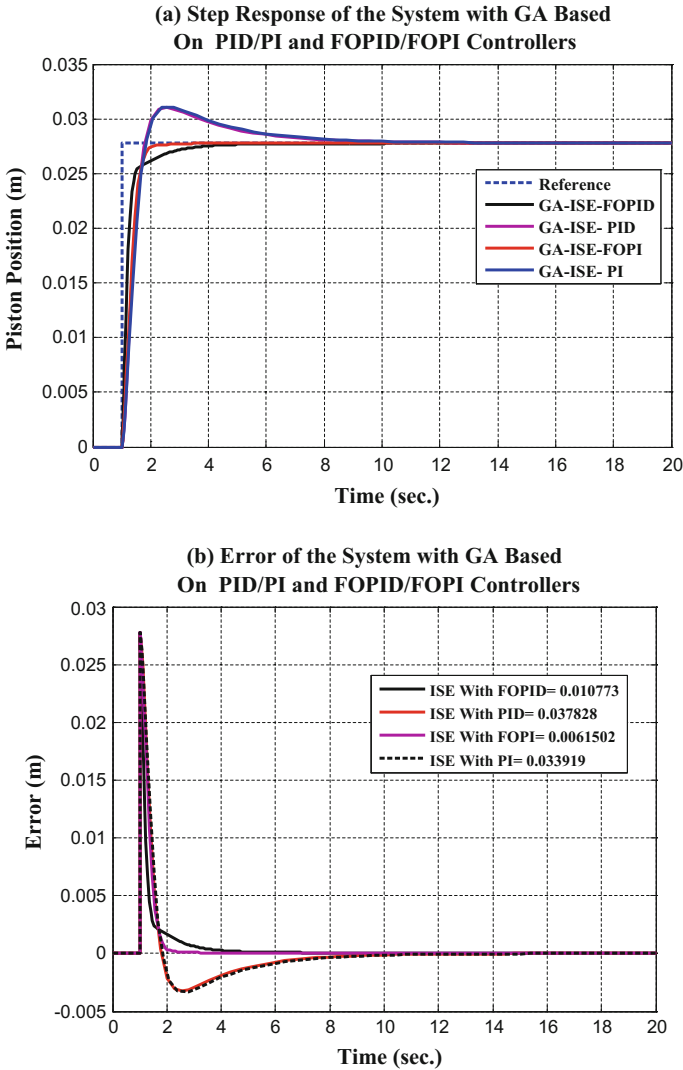 (a) Step Response of the System with GA Based
On PID/PI and FOPID/FOPI Controllers
0.035
0.03
0.025
0.02
0.015
0.01
0.005
0
Piston Position (m)
Reference
GA-ISE-FOPID
GA-ISE- PID
GA-ISE-FOPI
GA-ISE- PI
0 2 4 6 8 10 12 14 16 18 20
Time (sec.)
(b) Error of the System with GA Based
On PID/PI and FOPID/FOPI Controllers
0.03
0.025
0.02
0.015
0.01
0.005
0
-0.005
Error (m)
ISE With FOPID= 0.010773
ISE With PID= 0.037828
ISE With FOPI= 0.0061502
ISE With PI= 0.033919
0 2 4 6 8 10 12 14 16 18 20
Time (sec.)